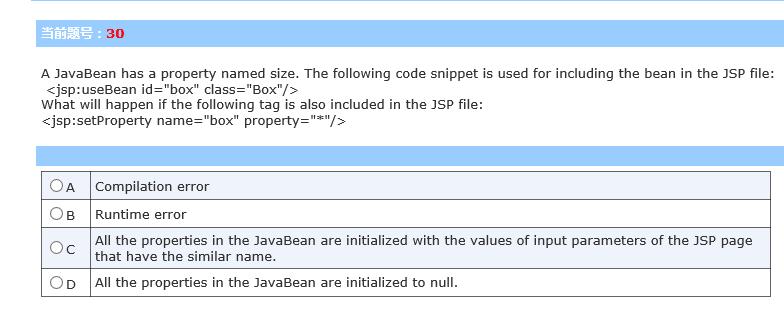 当前题号：30
A JavaBean has a property named size. The following code snippet is used for including the bean in the JSP file:
<jsp:useBean id="box" class="Box"/>
What will happen if the following tag is also included in the JSP file:
<jsp:setProperty name="box" property="*"/>
A Compilation error
B Runtime error
C All the properties in the JavaBean are initialized with the values of input parameters of the JSP page
that have the similar name.
D All the properties in the JavaBean are initialized to null.